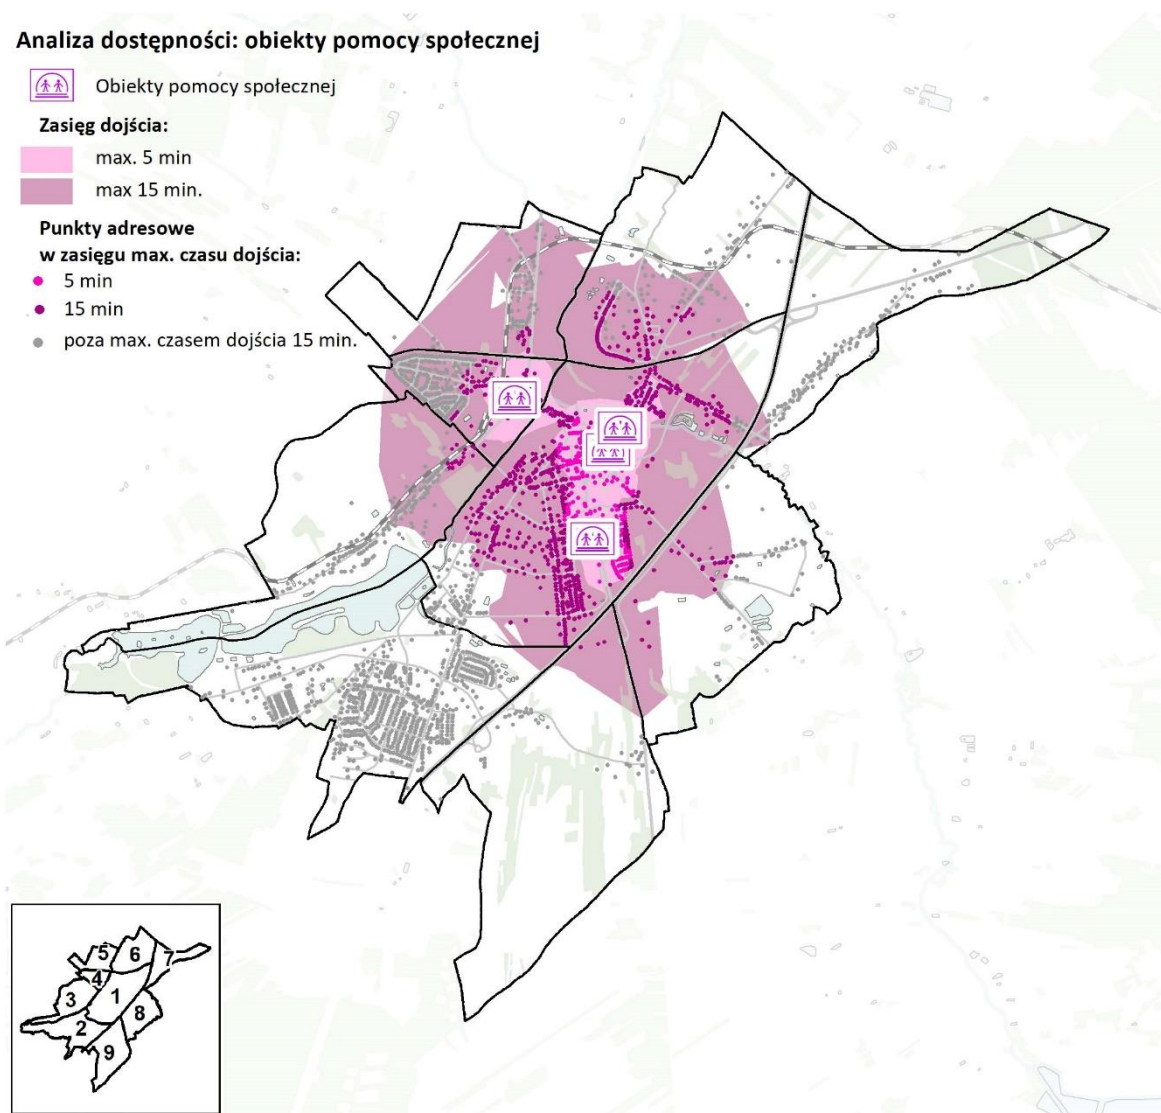 Analiza dostępności: obiekty pomocy społecznej
Obiekty pomocy społecznej
Zasięg dojścia:
max. 5 min
max 15 min.
Punkty adresowe
w zasięgu max. czasu dojścia:
5 min
15 min
poza max. czasem dojścia 15 min.
5
6
7
4
3
1
8
2
9